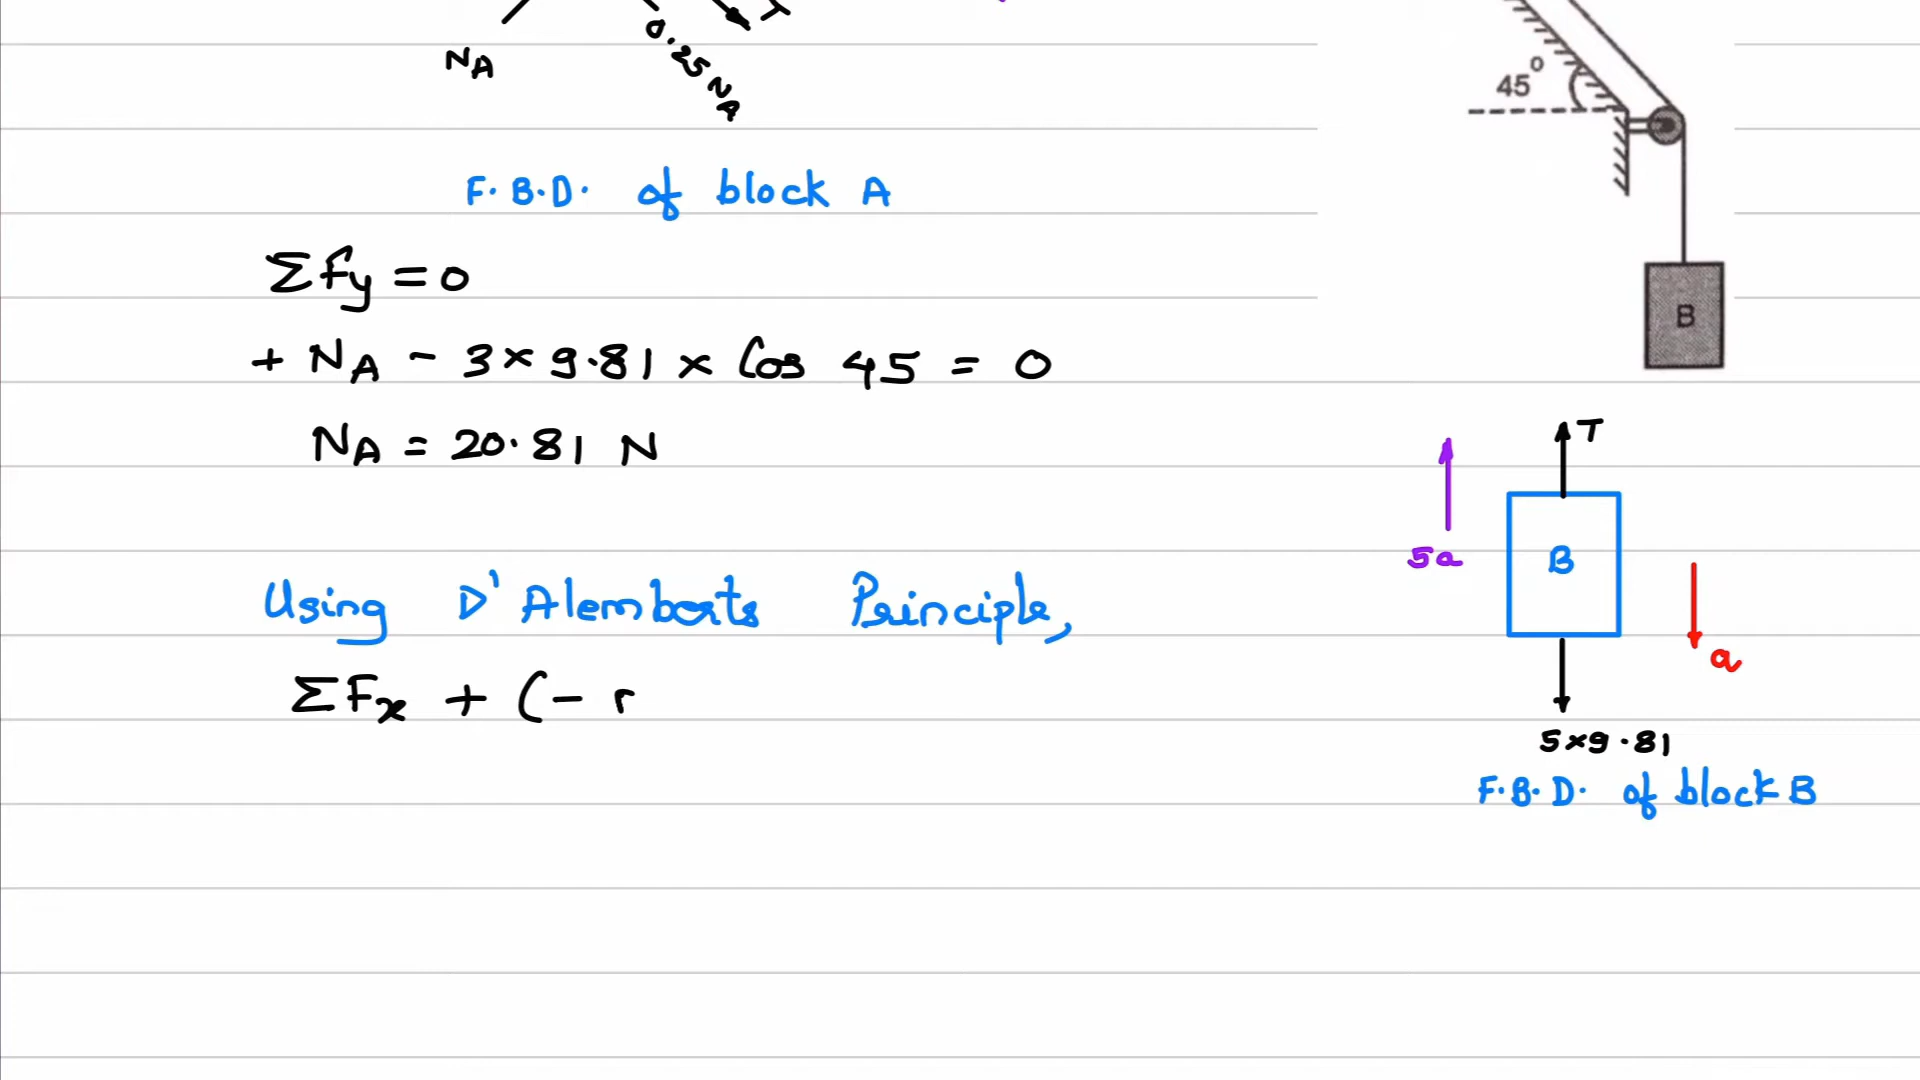 NA
0.25 NA
T
45°
F.B.D. of block A
ΣFy = 0
+ NA - 3 × 9.81 × Cos 45 = 0
NA = 20.81 N
B
T
5a
B
a
5×9.81
F.B.D. of block B
Using D'Alemberts Principle,
ΣFx + (-